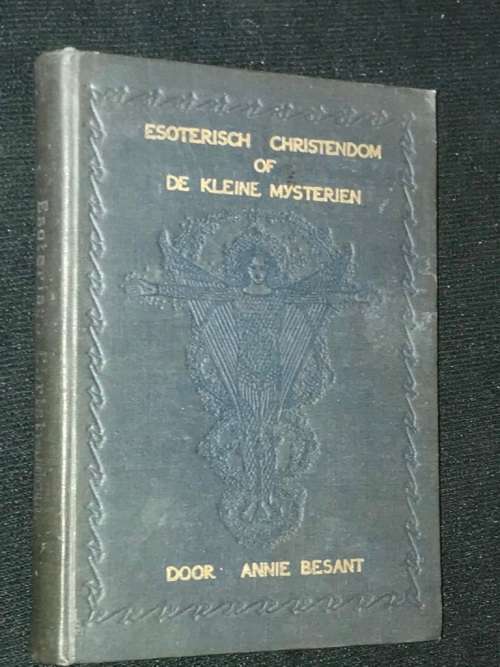 ESOTERISCH CHRISTENDOM
OF
DE KLEINE MYSTERIEN
DOOR ANNIE BESANT